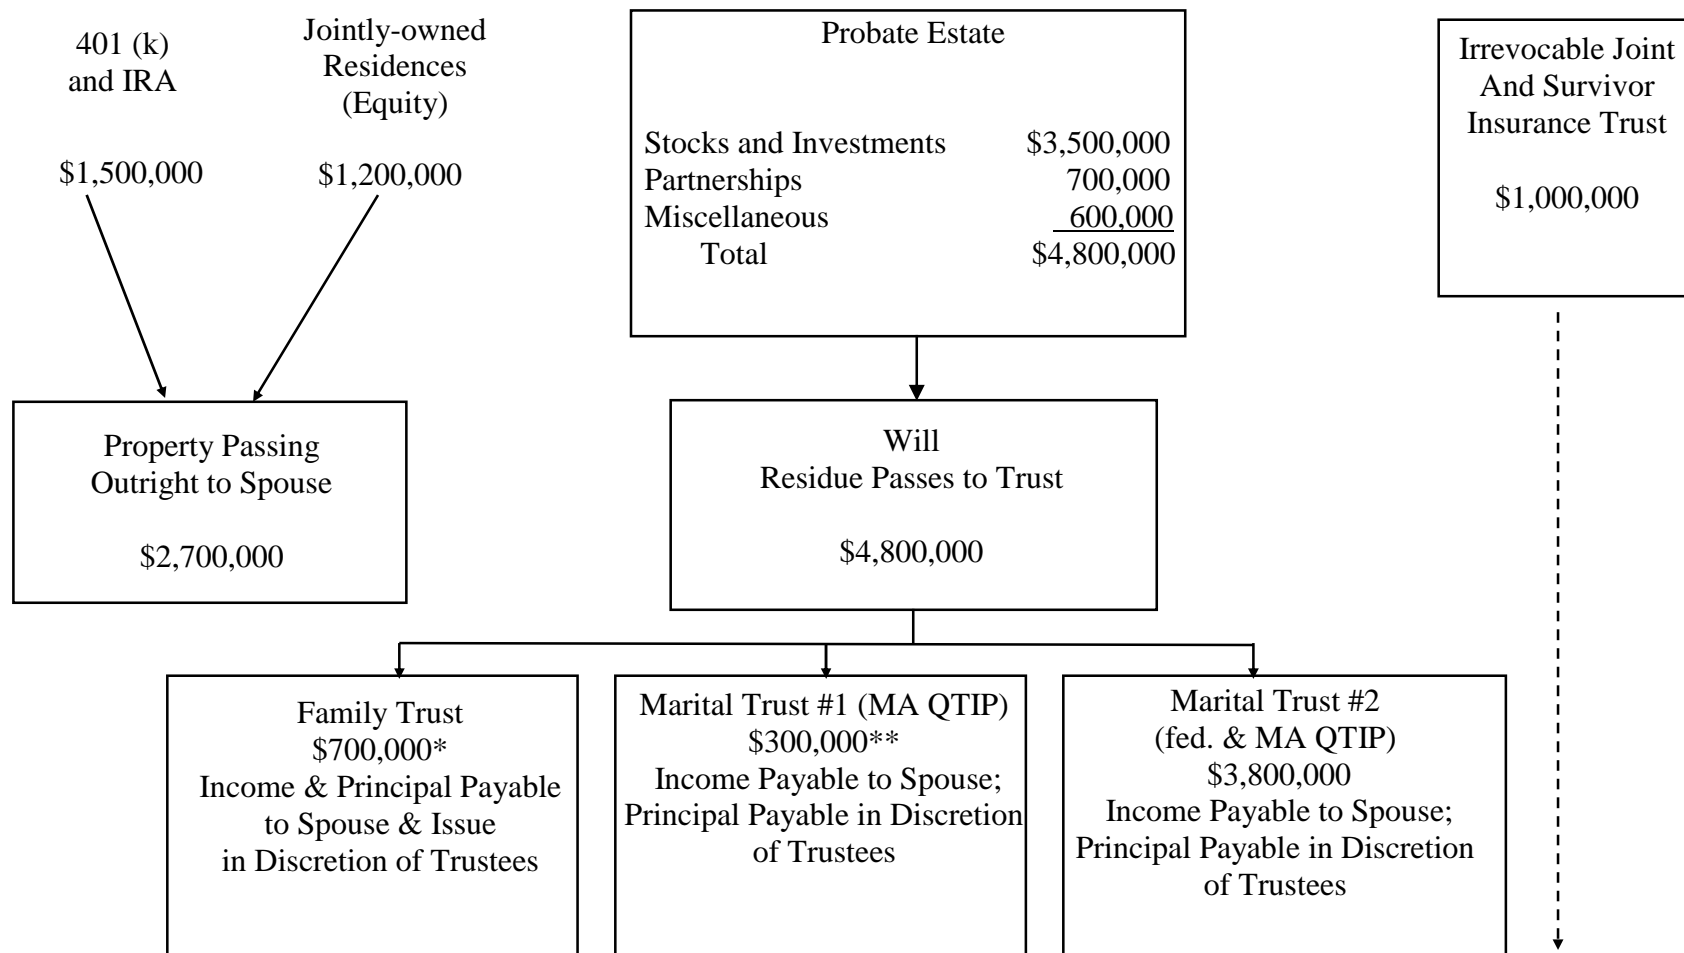 401 (k)
and IRA
$1,500,000
Jointly-owned
Residences
(Equity)
$1,200,000
Probate Estate
Stocks and Investments $3,500,000
Partnerships 700,000
Miscellaneous 600,000
Total $4,800,000
Irrevocable Joint
And Survivor
Insurance Trust
$1,000,000
Property Passing
Outright to Spouse
$2,700,000
Will
Residue Passes to Trust
$4,800,000
Family Trust
$700,000*
Income & Principal Payable
to Spouse & Issue
in Discretion of Trustees
Marital Trust #1 (MA QTIP)
$300,000**
Income Payable to Spouse;
Principal Payable in Discretion
of Trustees
Marital Trust #2
(fed. & MA QTIP)
$3,800,000
Income Payable to Spouse;
Principal Payable in Discretion
of Trustees